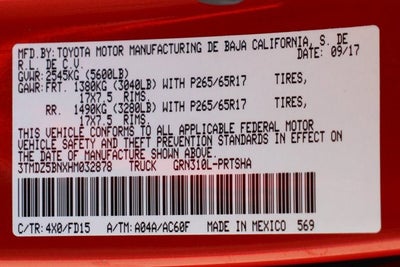 MFD.BY: TOYOTA MOTOR MANUFACTURING DE BAJA CALIFORNIA, S. DE
R.L. DE C.V. DATE: 09/17
GVWR: 2545KG (5600LB)
GAWR: FRT. 1380KG (3040LB) WITH P265/65R17 TIRES,
17X7.5 RIMS,
RR. 1490KG (3280LB) WITH P265/65R17 TIRES,
17X7.5 RIMS,
THIS VEHICLE CONFORMS TO ALL APPLICABLE FEDERAL MOTOR
VEHICLE SAFETY AND THEFT PREVENTION STANDARDS IN EFFECT ON
THE DATE OF MANUFACTURE SHOWN ABOVE.
3TMDZ5BNXHM032878 TRUCK GRN310L-PRTSHA
C/TR: 4X0/FD15 A/TM: A04A/AC60F MADE IN MEXICO 569